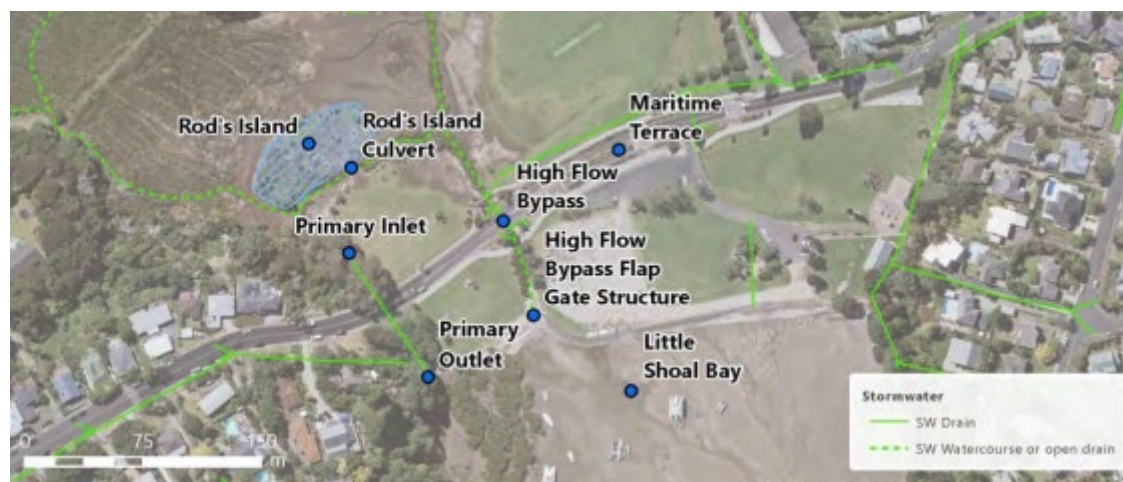 Maritime
Terrace
Rod's Island
Rod's Island
Culvert
High Flow
Bypass
Primary Inlet
High Flow
Bypass Flap
Gate Structure
Primary
Outlet
Little
Shoal Bay
Stormwater
SW Drain
SW Watercourse or open drain
0
75
150
m